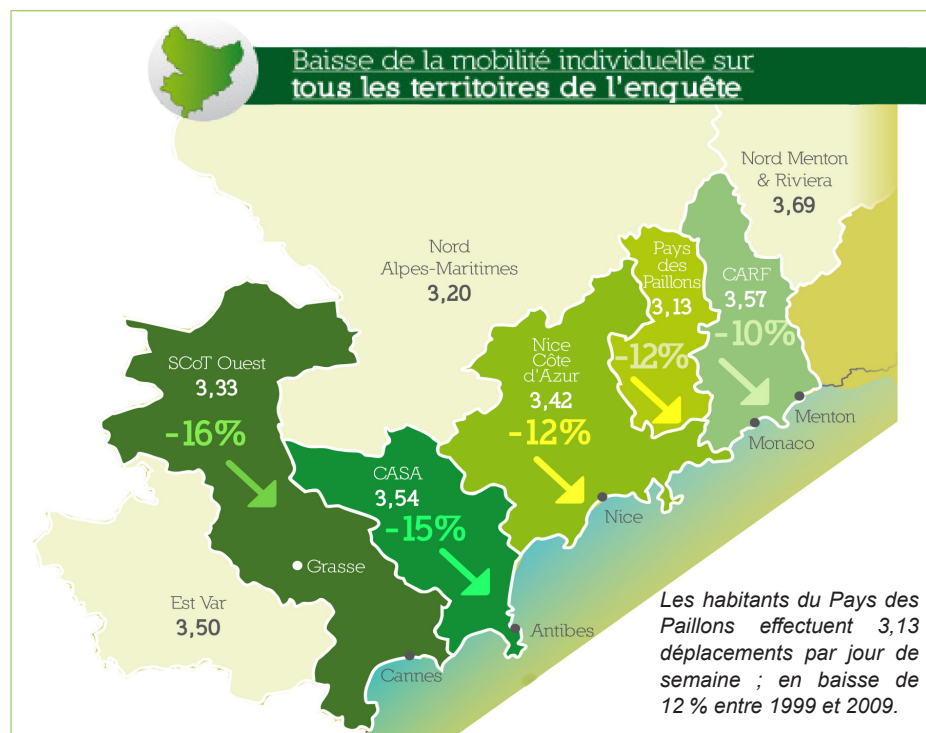 Baisse de la mobilité individuelle sur
tous les territoires de l'enquête
Nord Menton
& Riviera
3,69
Nord
Alpes-Maritimes
3,20
Pays
des
Paillons
3,13
-12%
CARF
3,57
-10%
SCoT Ouest
3,33
-16%
Nice
Côte
d'Azur
3,42
-12%
CASA
3,54
-15%
Menton
Monaco
Nice
Grasse
Est Var
3,50
Antibes
Cannes
Les habitants du Pays des
Paillons effectuent 3,13
déplacements par jour de
semaine ; en baisse de
12 % entre 1999 et 2009.